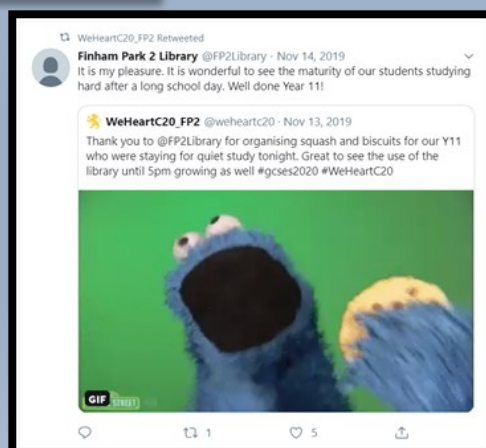 WeHeartC20_FP2 Retweeted
Finham Park 2 Library @FP2Library · Nov 14, 2019
It is my pleasure. It is wonderful to see the maturity of our students studying
hard after a long school day. Well done Year 11!
WeHeartC20_FP2 @weheartc20 · Nov 13, 2019
Thank you to @FP2Library for organising squash and biscuits for our Y11
who were staying for quiet study tonight. Great to see the use of the
library until 5pm growing as well #gcses2020 #WeHeartC20
GIF STREET
1 5